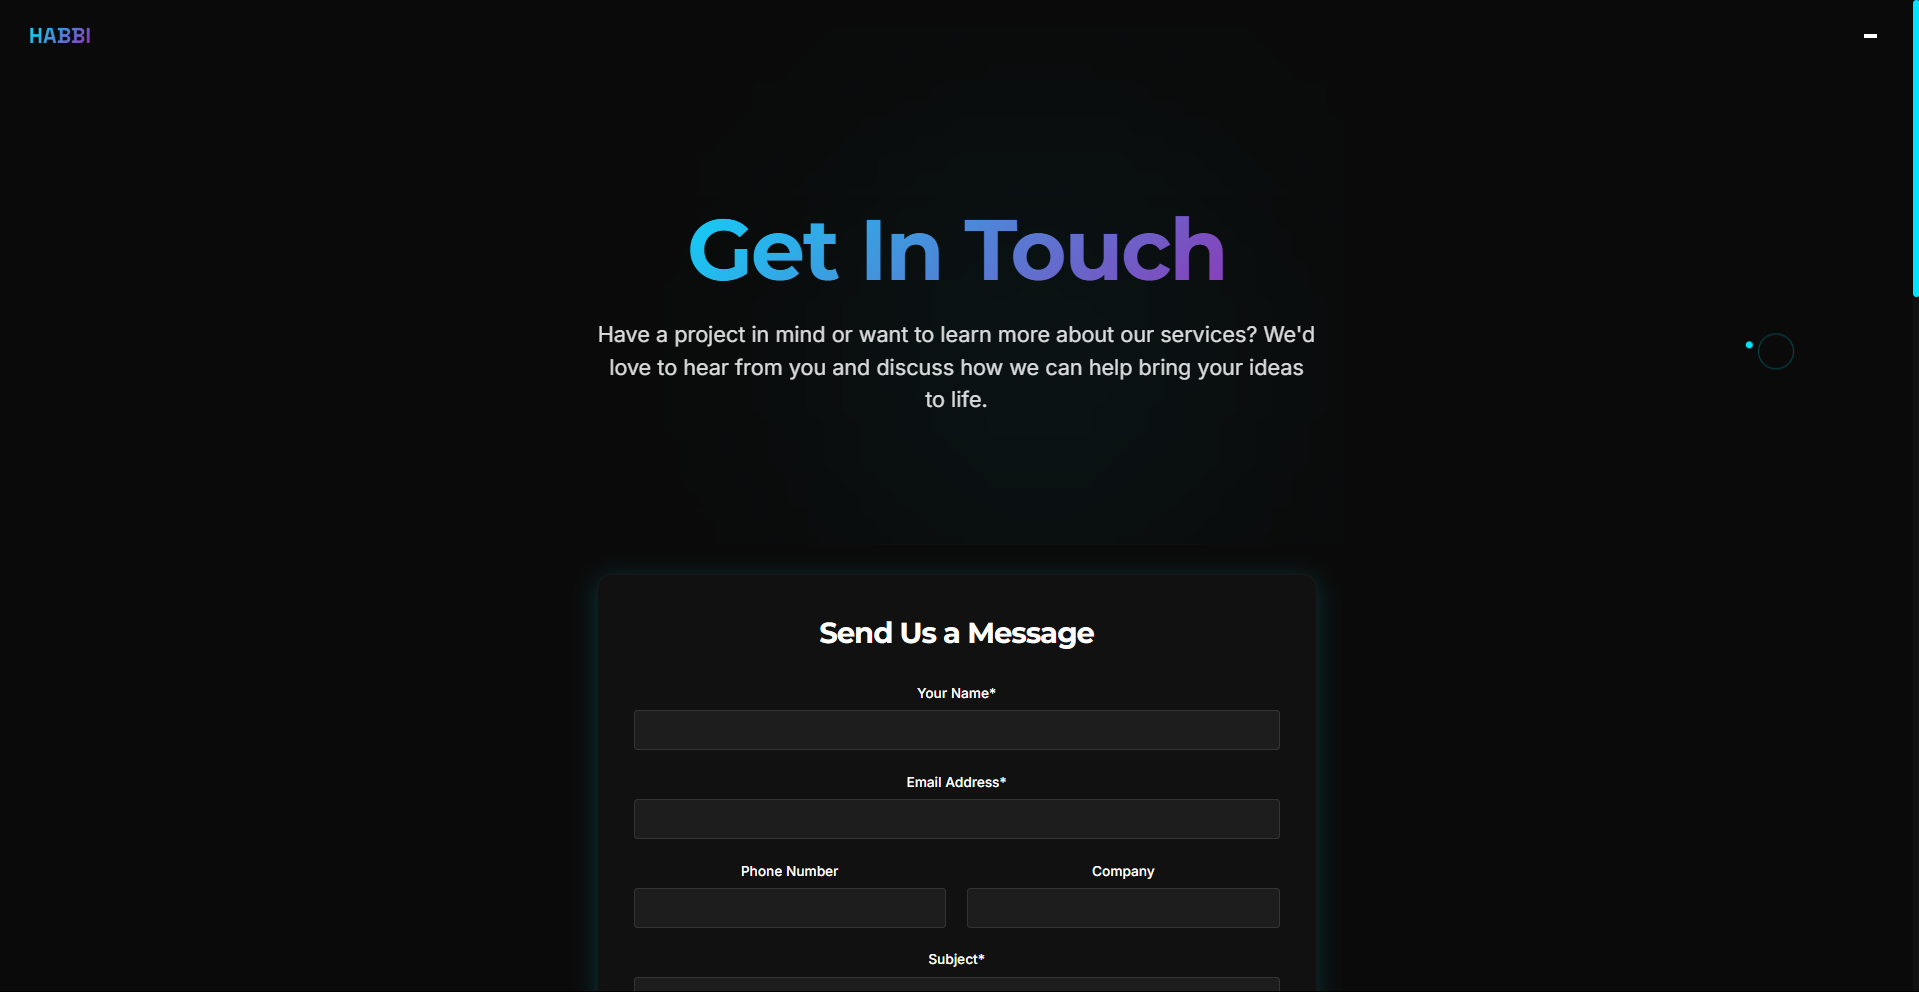 HABBI
Get In Touch
Have a project in mind or want to learn more about our services? We'd
love to hear from you and discuss how we can help bring your ideas
to life.
Send Us a Message
Your Name*
Email Address*
Phone Number
Company
Subject*